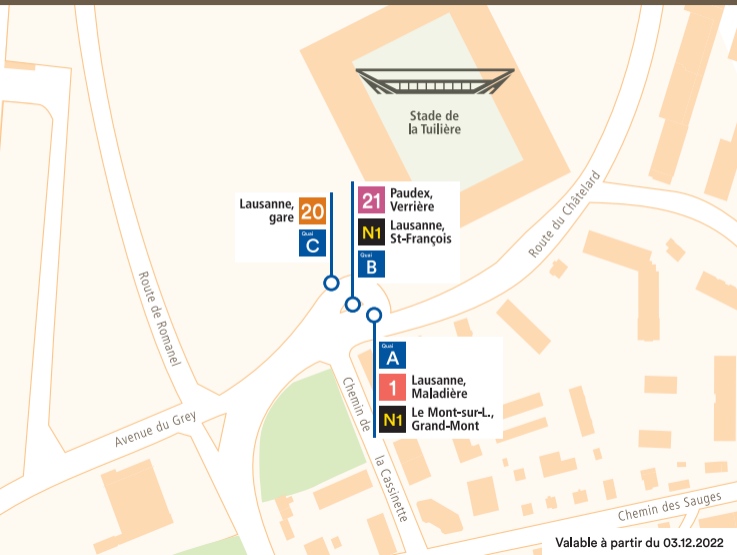 Stade de
la Tuilière
Lausanne,
gare
20
Quai
C
21
Paudex,
Verrière
N1
Lausanne,
St-François
Quai
B
Route du Châtelard
Route de Romanel
Quai
A
1
Lausanne,
Maladière
N1
Le Mont-sur-L.,
Grand-Mont
Avenue du Grey
Chemin de
la Cassinette
Chemin des Sauges
Valable à partir du 03.12.2022